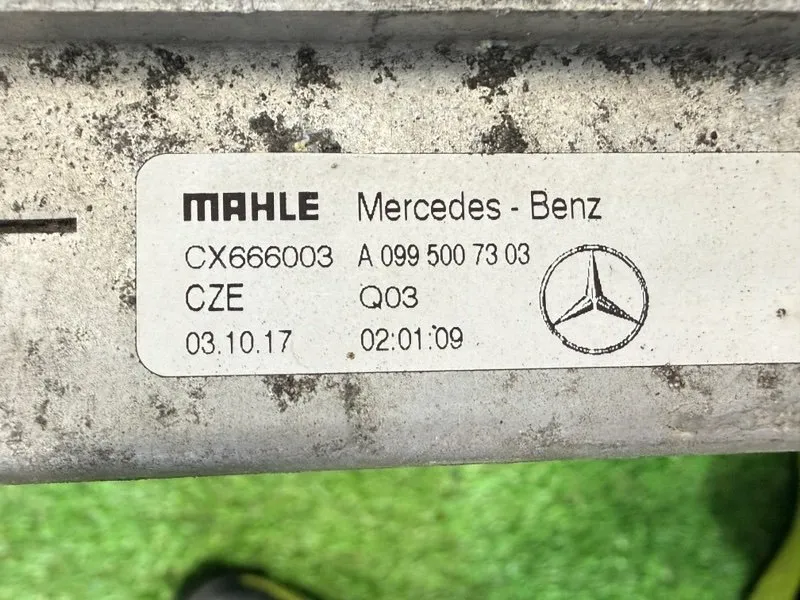 MAHLE Mercedes - Benz
CX666003 A 099 500 73 03
CZE Q03
03.10.17 02:01:09